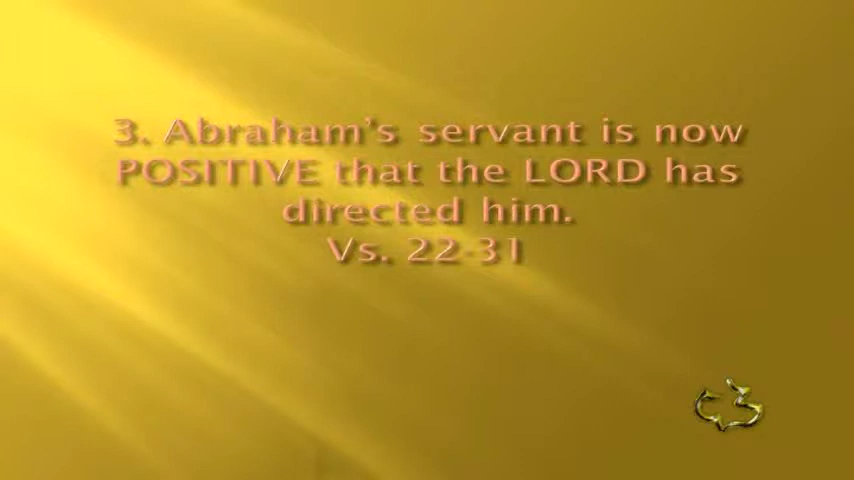 3. Abraham's servant is now
POSITIVE that the LORD has
directed him.
Vs. 22-31